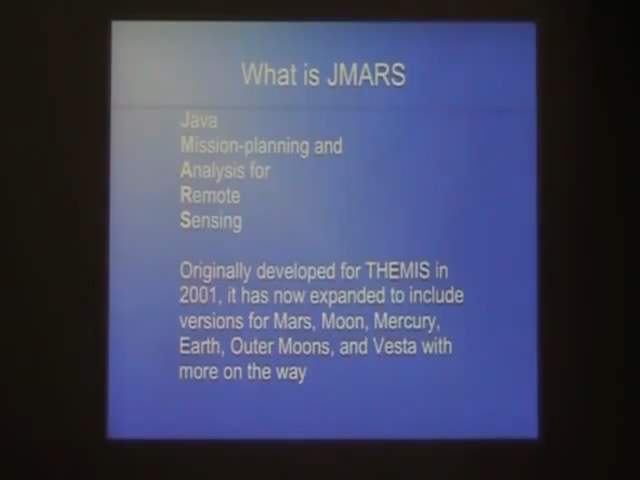 What is JMARS
Java
Mission-planning and
Analysis for
Remote
Sensing
Originally developed for THEMIS in
2001, it has now expanded to include
versions for Mars, Moon, Mercury,
Earth, Outer Moons, and Vesta with
more on the way